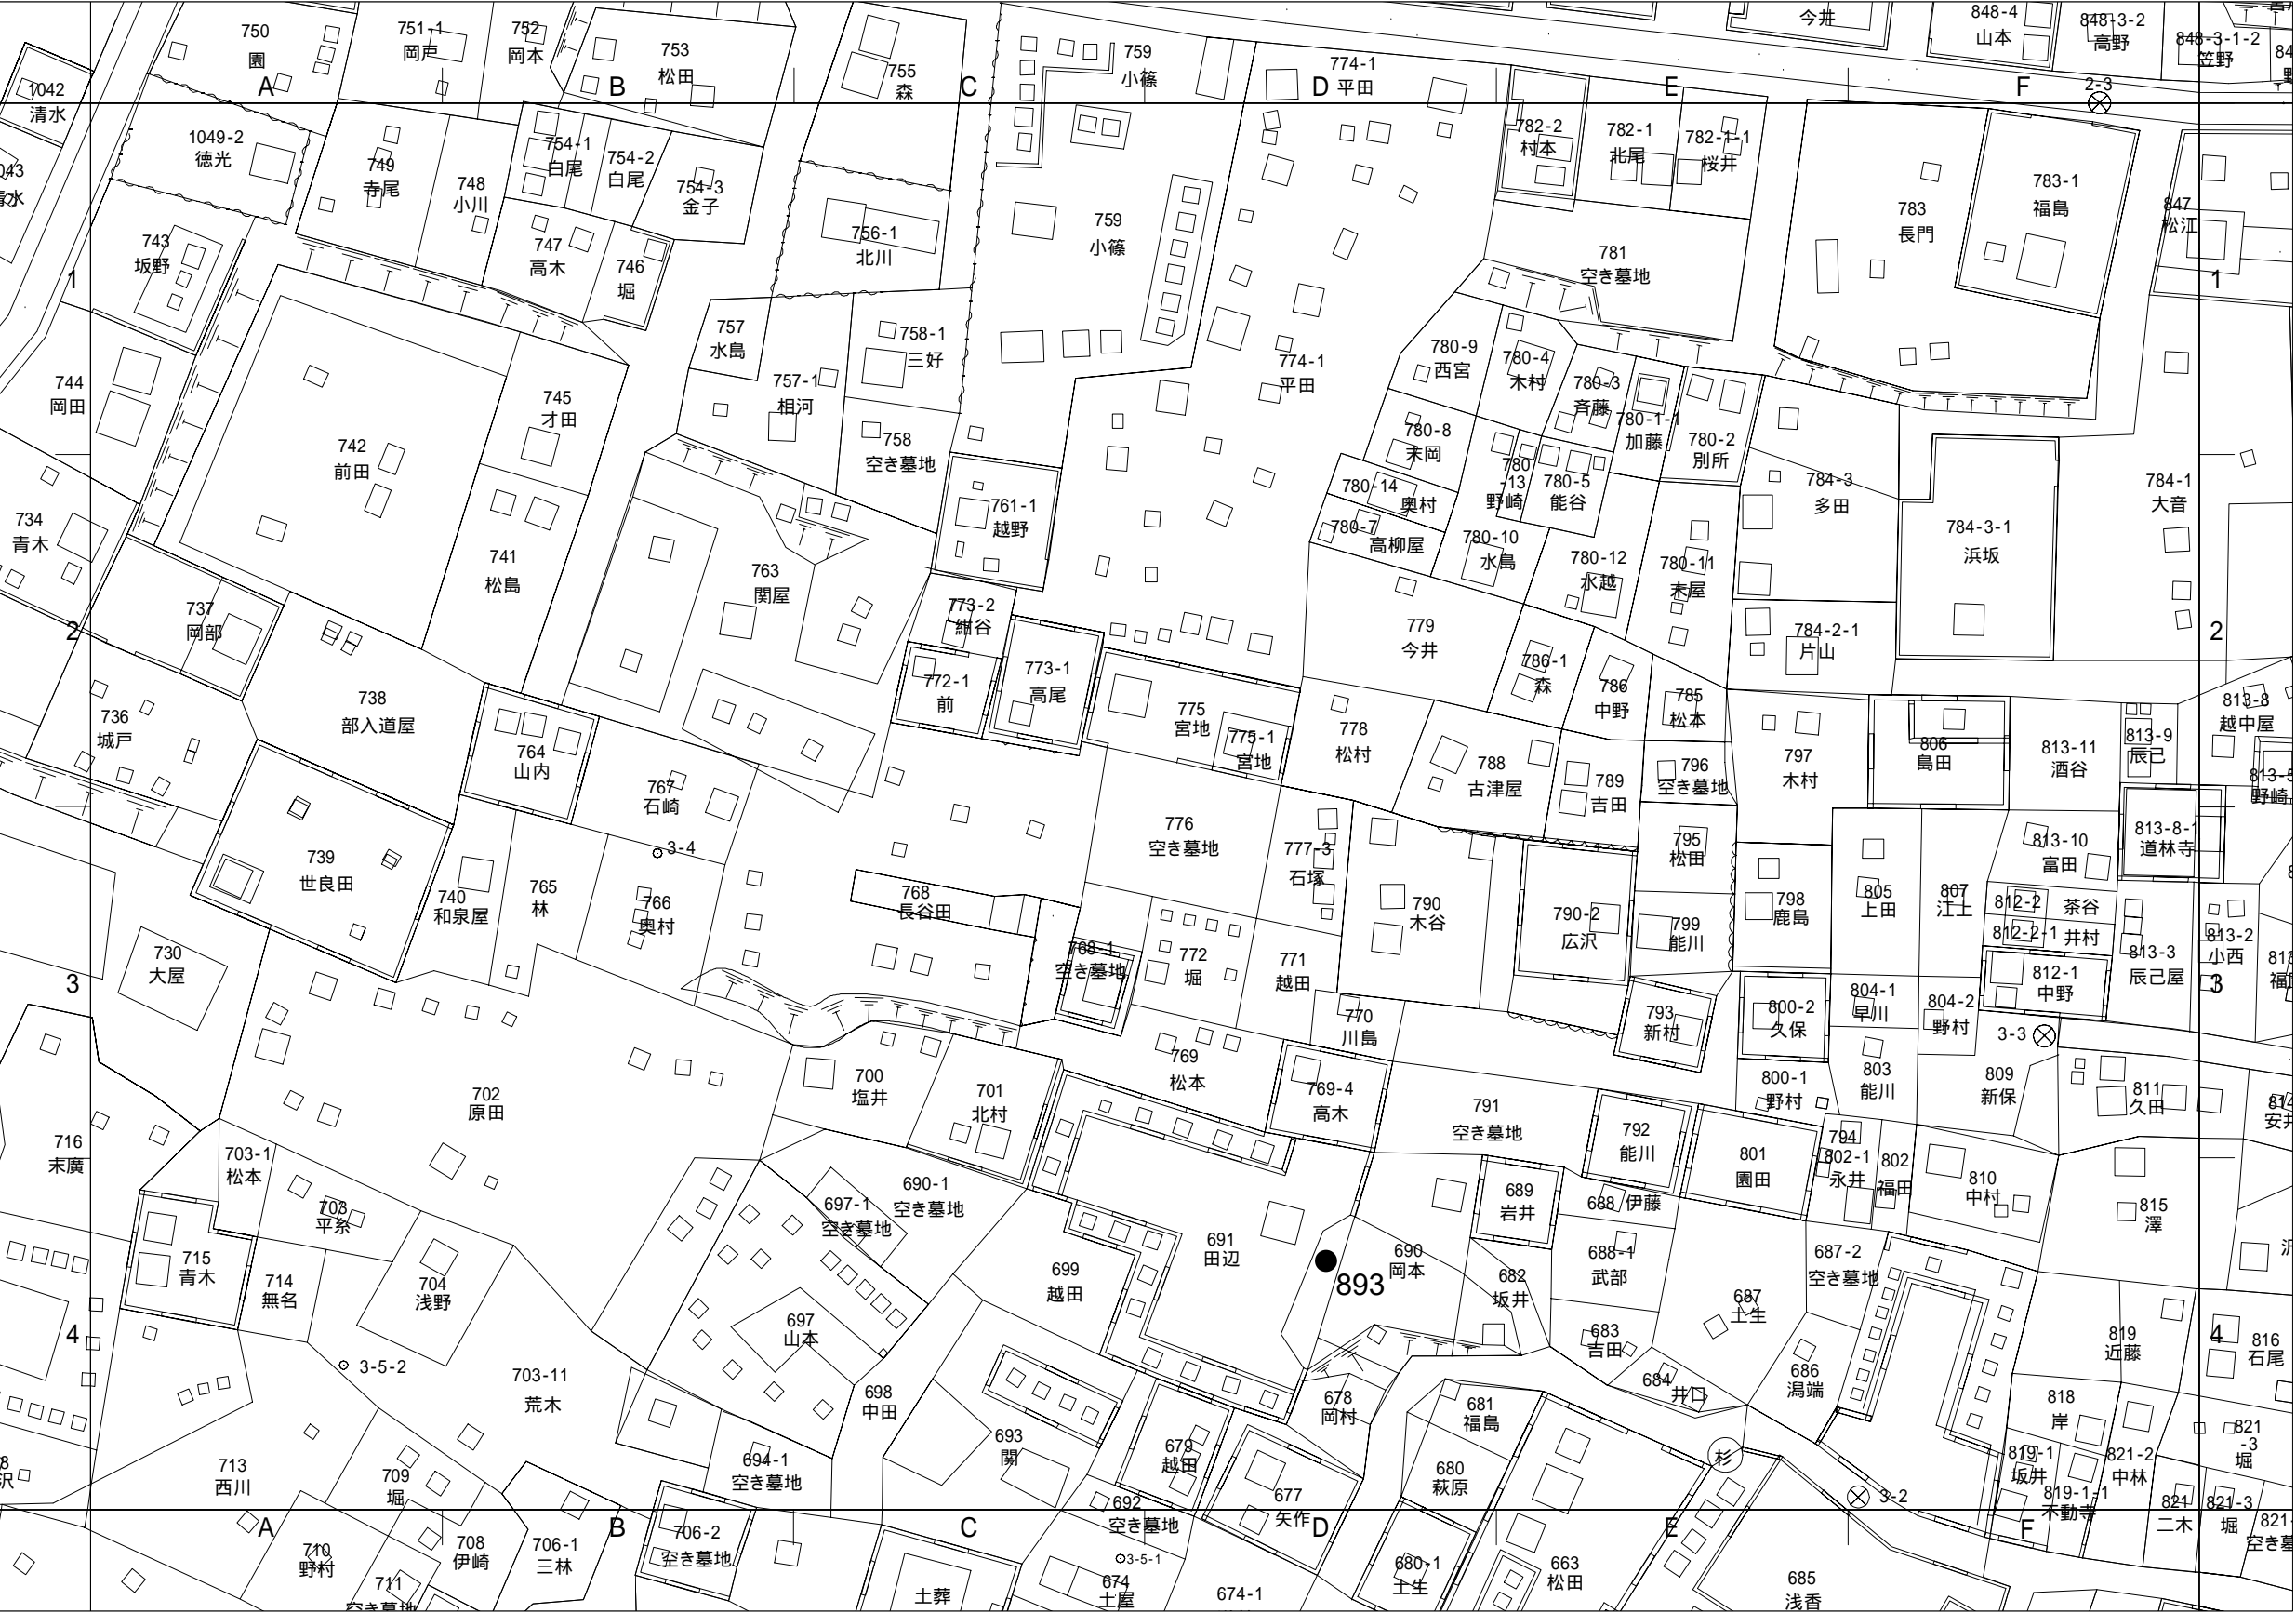 750
園
751-1
岡戸
752
岡本
753
松田
755
森
759
小篠
774-1
平田
今井
848-4
山本
848-3-2
高野
848-3-1-2
笠野
1042
清水
A
B
C
D
E
F
2-3
1049-2
徳光
749
寺尾
748
小川
754-1
白尾
754-2
白尾
754-3
金子
782-2
村本
782-1
北尾
782-1-1
桜井
783-1
福島
783
長門
847
松江
743
坂野
747
高木
746
堀
756-1
北川
759
小篠
781
空き墓地
1
1
744
岡田
742
前田
745
才田
757
水島
757-1
相河
758-1
三好
758
空き墓地
774-1
平田
780-9
西宮
780-4
木村
780-3
斉藤
780-1-1
加藤
780-2
別所
780-8
末岡
780-14
奥村
780
-13
野崎
780-5
能谷
780-7
高柳屋
780-10
水島
780-12
水越
780-11
末屋
784-3
多田
784-3-1
浜坂
784-1
大音
734
青木
741
松島
763
関屋
761-1
越野
773-2
紺谷
737
岡部
2
2
779
今井
784-2-1
片山
736
城戸
738
部入道屋
764
山内
767
石崎
772-1
前
773-1
高尾
775
宮地
775-1
宮地
778
松村
786-1
森
786
中野
785
松本
788
古津屋
789
吉田
796
空き墓地
797
木村
806
島田
813-11
酒谷
813-9
辰己
813-8
越中屋
野崎
739
世良田
740
和泉屋
765
林
3-4
766
奥村
768
長谷田
776
空き墓地
777-3
石塚
790
木谷
790-2
広沢
795
松田
799
能川
798
鹿島
805
上田
807
江上
813-10
富田
813-8-1
道林寺
812-2
茶谷
812-2-1
井村
813-3
辰己屋
813-2
小西
730
大屋
768-1
空き墓地
772
堀
771
越田
770
川島
793
新村
800-2
久保
804-1
早川
804-2
野村
812-1
中野
3-3
3
3
702
原田
700
塩井
701
北村
769
松本
769-4
高木
791
空き墓地
792
能川
800-1
野村
803
能川
809
新保
811
久田
716
末廣
703-1
松本
703
平糸
690-1
空き墓地
697-1
空き墓地
689
岩井
688
伊藤
801
園田
794
802-1
永井
802
福田
810
中村
815
澤
715
青木
714
無名
704
浅野
699
越田
691
田辺
893
690
岡本
682
坂井
688-1
武部
687-2
空き墓地
687
土生
697
山本
4
4
3-5-2
703-11
荒木
698
中田
678
岡村
683
吉田
684
井口
686
潟端
819
近藤
816
石尾
713
西川
709
堀
694-1
空き墓地
693
関
679
越田
681
福島
680
萩原
杉
818
岸
819-1
坂井
821-2
中林
821
-3
堀
692
空き墓地
677
矢作
3-2
819-1-1
不動寺
821
二木
821-3
堀
A
B
C
D
E
F
710
野村
711
空き墓地
708
伊崎
706-1
三林
706-2
空き墓地
土葬
3-5-1
674
土屋
674-1
680-1
土生
663
松田
685
浅香